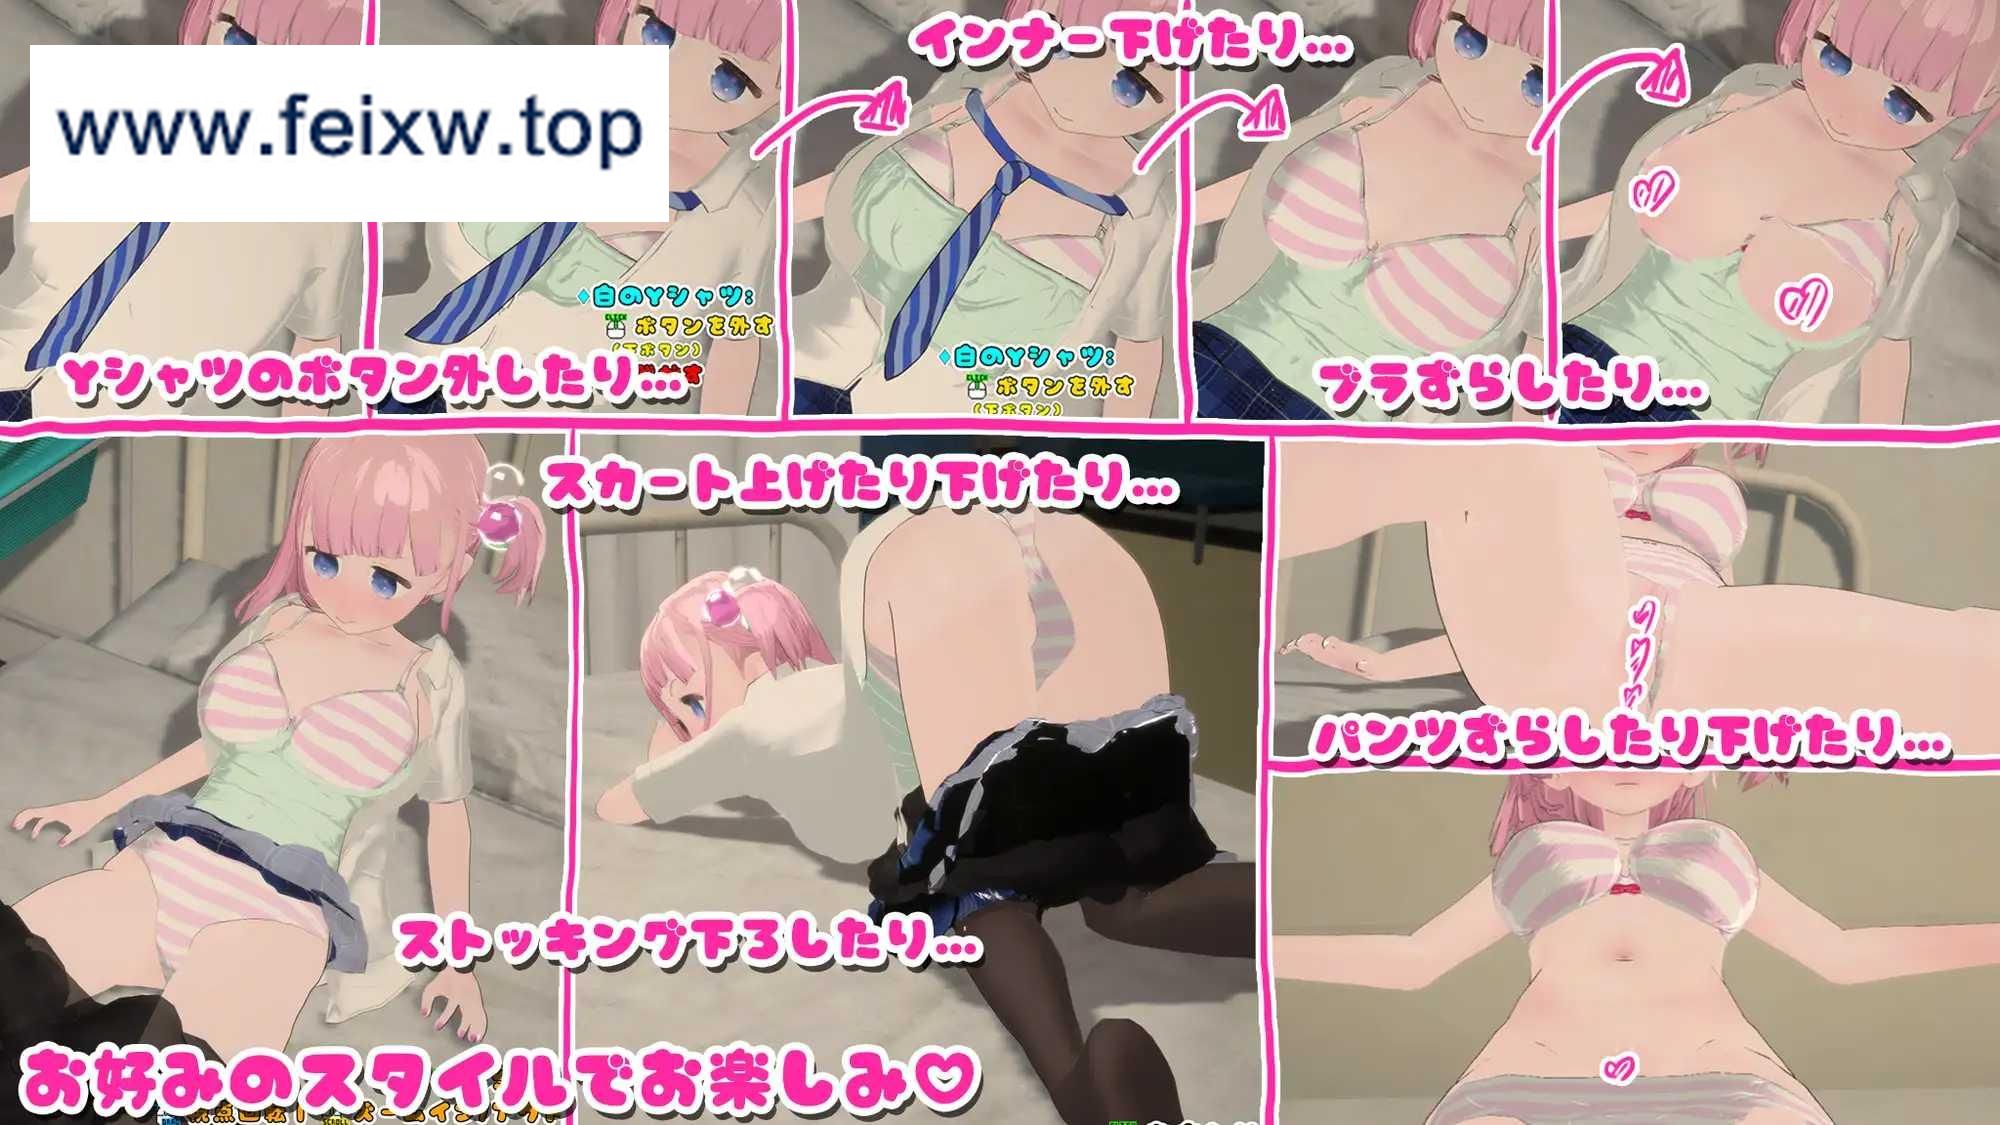 www.feixw.top
インナー下げたり…
白のYシャツ:
ボタンを外す
(下ボタン)
Yシャツのボタン外したり…
白のYシャツ:
ボタンを外す
(下ボタン)
ブラずらしたり…
スカート上げたり下げたり…
パンツずらしたり下げたり…
ストッキング下ろしたり…
お好みのスタイルでお楽しみ♡